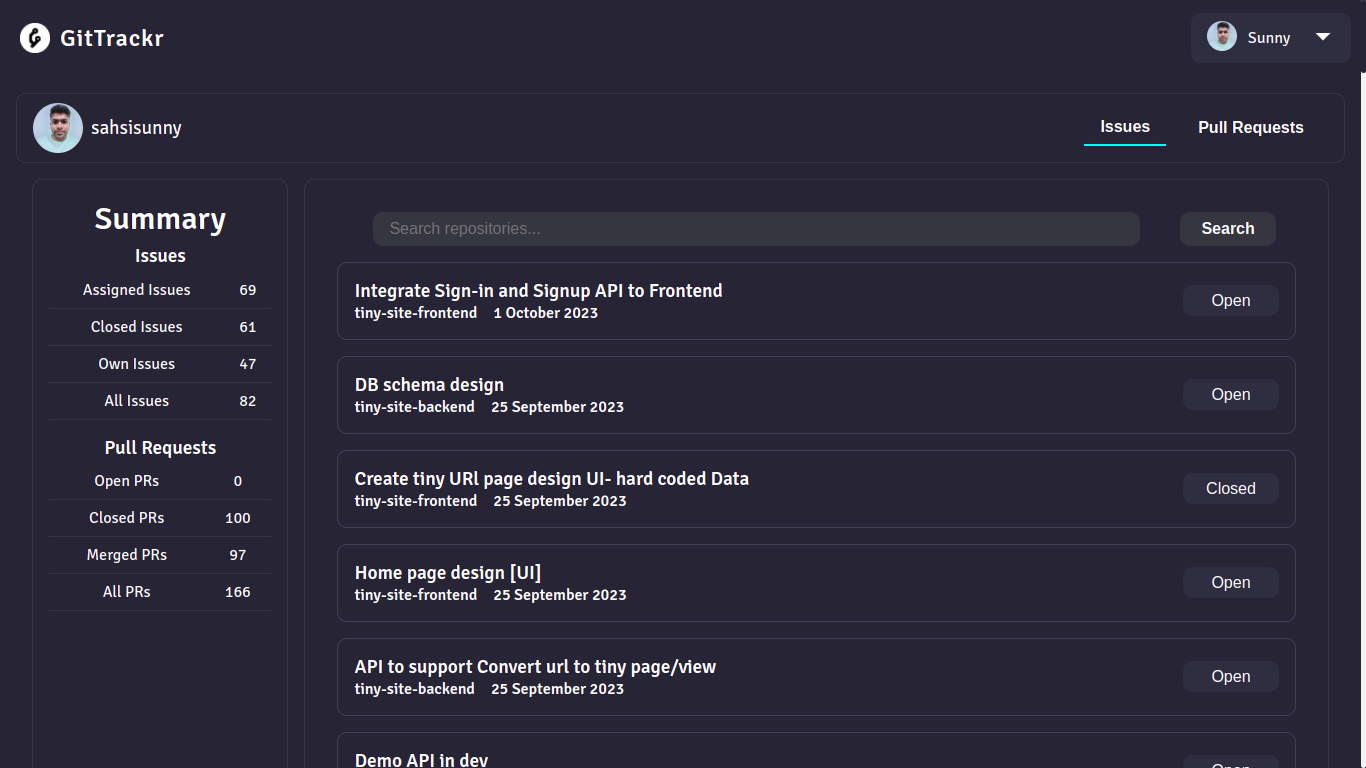 GitTrackr
Sunny
sahsisunny
Issues
Pull Requests
Summary
Issues
Assigned Issues 69
Closed Issues 61
Own Issues 47
All Issues 82
Pull Requests
Open PRs 0
Closed PRs 100
Merged PRs 97
All PRs 166
Search repositories...
Search
Integrate Sign-in and Signup API to Frontend
tiny-site-frontend 1 October 2023
Open
DB schema design
tiny-site-backend 25 September 2023
Open
Create tiny URl page design UI- hard coded Data
tiny-site-frontend 25 September 2023
Closed
Home page design [UI]
tiny-site-frontend 25 September 2023
Open
API to support Convert url to tiny page/view
tiny-site-backend 25 September 2023
Open
Demo API in dev
Open